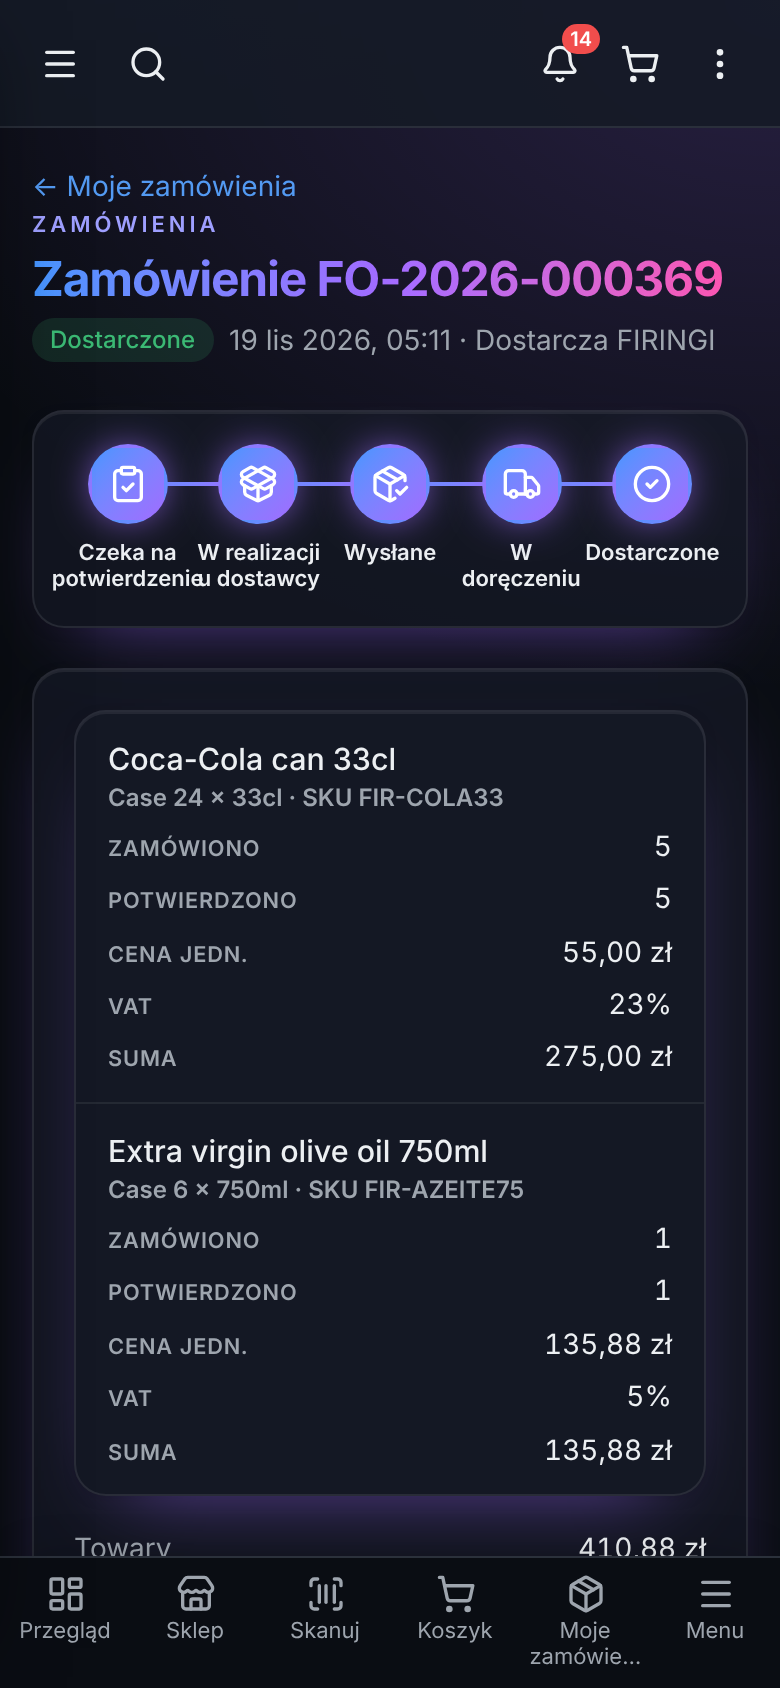 14
← Moje zamówienia
ZAMÓWIENIA
Zamówienie FO-2026-000369
Dostarczone 19 lis 2026, 05:11 · Dostarcza FIRINGI
Czeka na potwierdzenie
W realizacji u dostawcy
Wysłane
W doręczeniu
Dostarczone
Coca-Cola can 33cl
Case 24 × 33cl · SKU FIR-COLA33
ZAMÓWIONO 5
POTWIERDZONO 5
CENA JEDN. 55,00 zł
VAT 23%
SUMA 275,00 zł
Extra virgin olive oil 750ml
Case 6 × 750ml · SKU FIR-AZEITE75
ZAMÓWIONO 1
POTWIERDZONO 1
CENA JEDN. 135,88 zł
VAT 5%
SUMA 135,88 zł
Towary 410,88 zł
Przegląd
Sklep
Skanuj
Koszyk
Moje zamówie...
Menu